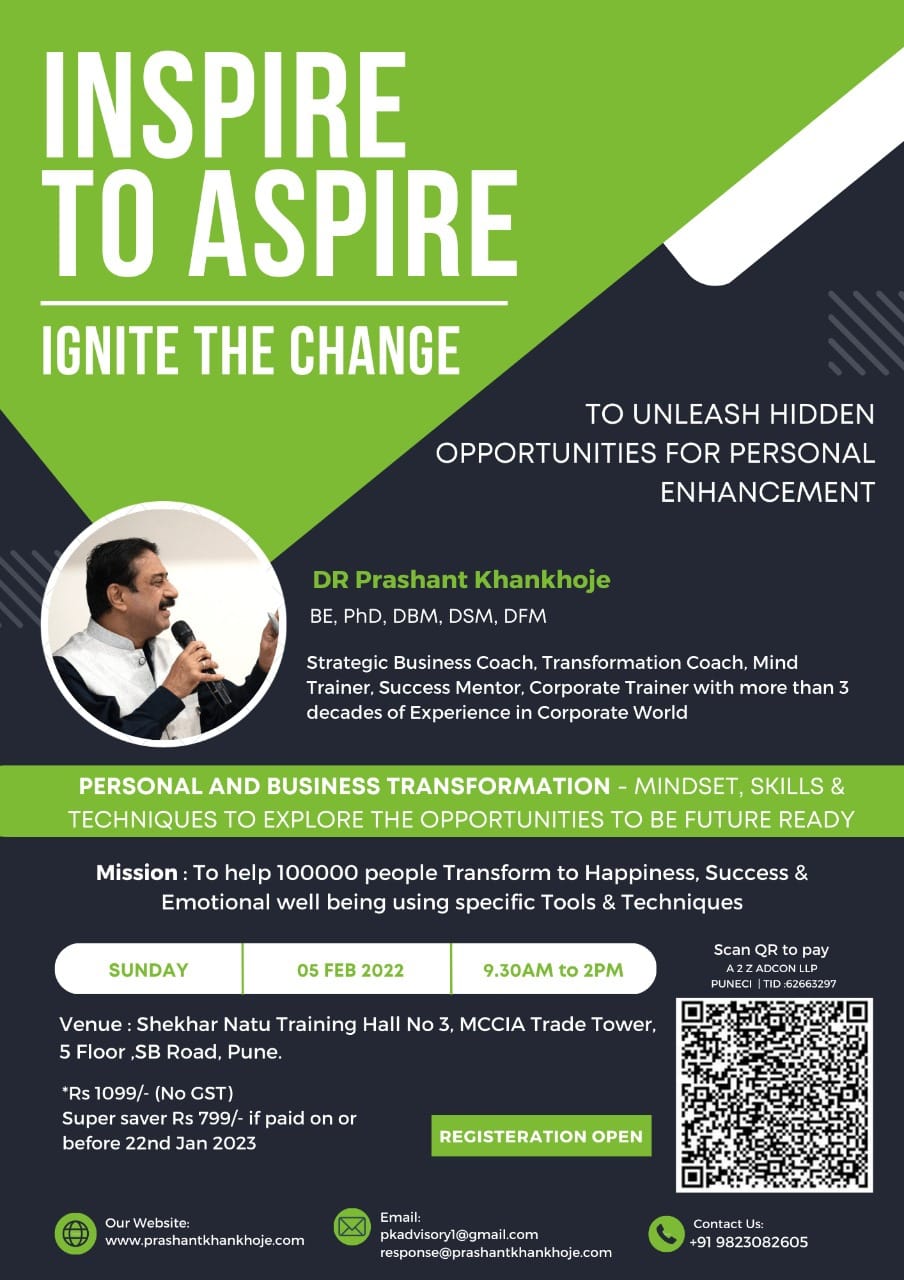 INSPIRE
TO ASPIRE
IGNITE THE CHANGE
TO UNLEASH HIDDEN
OPPORTUNITIES FOR PERSONAL
ENHANCEMENT
DR Prashant Khankhoje
BE, PhD, DBM, DSM, DFM
Strategic Business Coach, Transformation Coach, Mind
Trainer, Success Mentor, Corporate Trainer with more than 3
decades of Experience in Corporate World
PERSONAL AND BUSINESS TRANSFORMATION - MINDSET, SKILLS &
TECHNIQUES TO EXPLORE THE OPPORTUNITIES TO BE FUTURE READY
Mission : To help 100000 people Transform to Happiness, Success &
Emotional well being using specific Tools & Techniques
SUNDAY
05 FEB 2022
9.30AM to 2PM
Scan QR to pay
A 2 Z ADCON LLP
PUNECI | TID :62663297
Venue : Shekhar Natu Training Hall No 3, MCCIA Trade Tower,
5 Floor ,SB Road, Pune.
*Rs 1099/- (No GST)
Super saver Rs 799/- if paid on or
before 22nd Jan 2023
REGISTERATION OPEN
Our Website:
www.prashantkhankhoje.com
Email:
pkadvisory1@gmail.com
response@prashantkhankhoje.com
Contact Us:
+91 9823082605